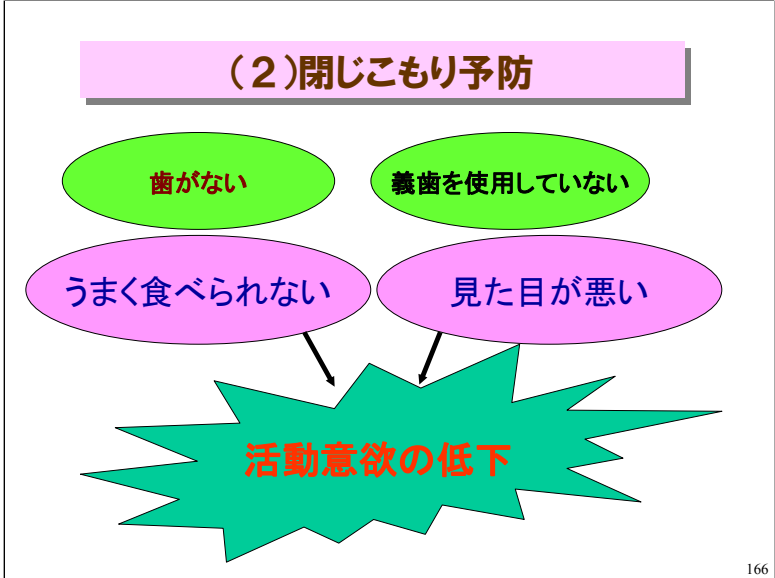 （２）閉じこもり予防
歯がない
義歯を使用していない
うまく食べられない
見た目が悪い
活動意欲の低下
166